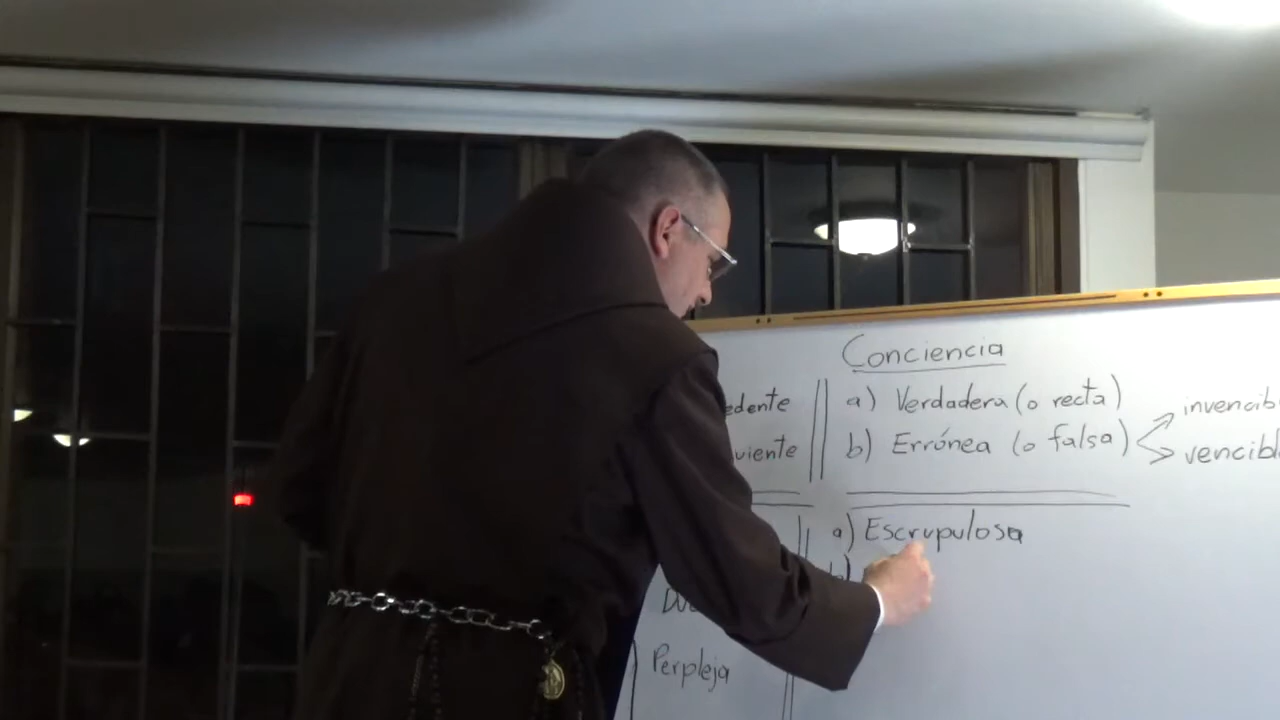 Conciencia
edente
a) Verdadera (o recta)
invencib
uiente
b) Errónea (o falsa)
vencibl
a) Escrupulosa
b)
Perpleja